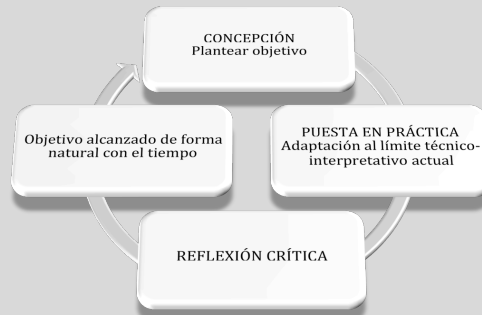 CONCEPCIÓN
Plantear objetivo
PUESTA EN PRÁCTICA
Adaptación al límite técnico-
interpretativo actual
REFLEXIÓN CRÍTICA
Objetivo alcanzado de forma
natural con el tiempo